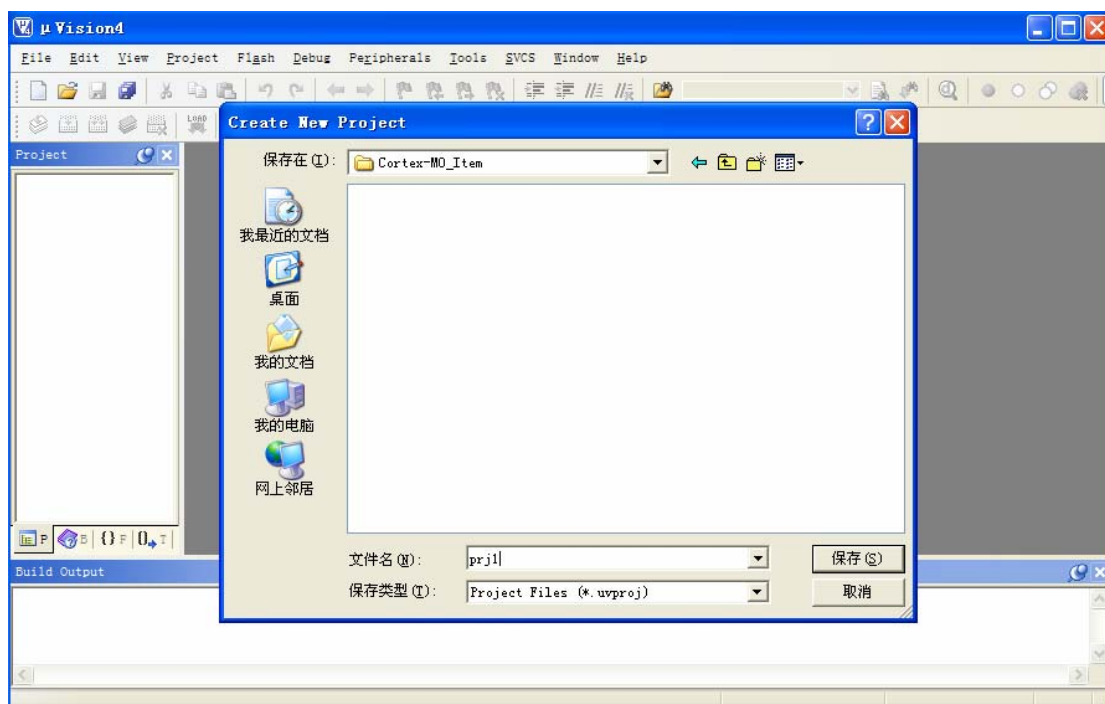 μVision4
File Edit View Project Flash Debug Peripherals Tools SVCS Window Help
LOAD
Create New Project
Project
保存在(I):
Cortex-M0_Item
我最近的文档
桌面
我的文档
我的电脑
网上邻居
P B {} F 0 T
文件名(N):
prj1
保存(S)
保存类型(T):
Project Files (*.uvproj)
取消
Build Output